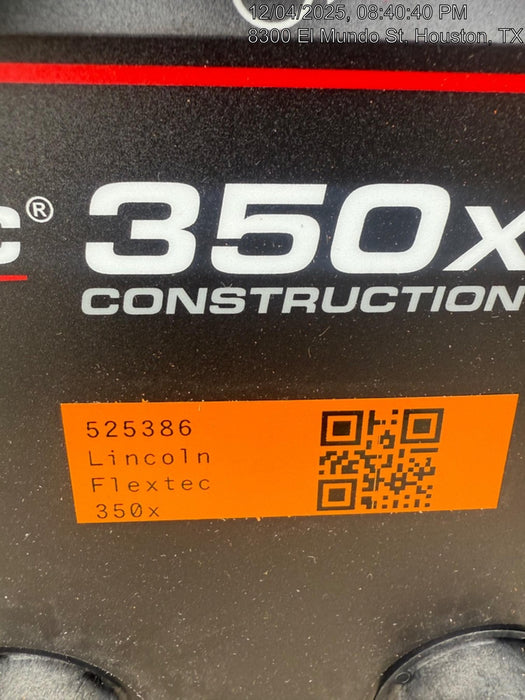 12/04/2025, 08:40:40 PM
8300 El Mundo St. Houston, TX
c® 350x
CONSTRUCTION
525386
Lincoln
Flextec
350x